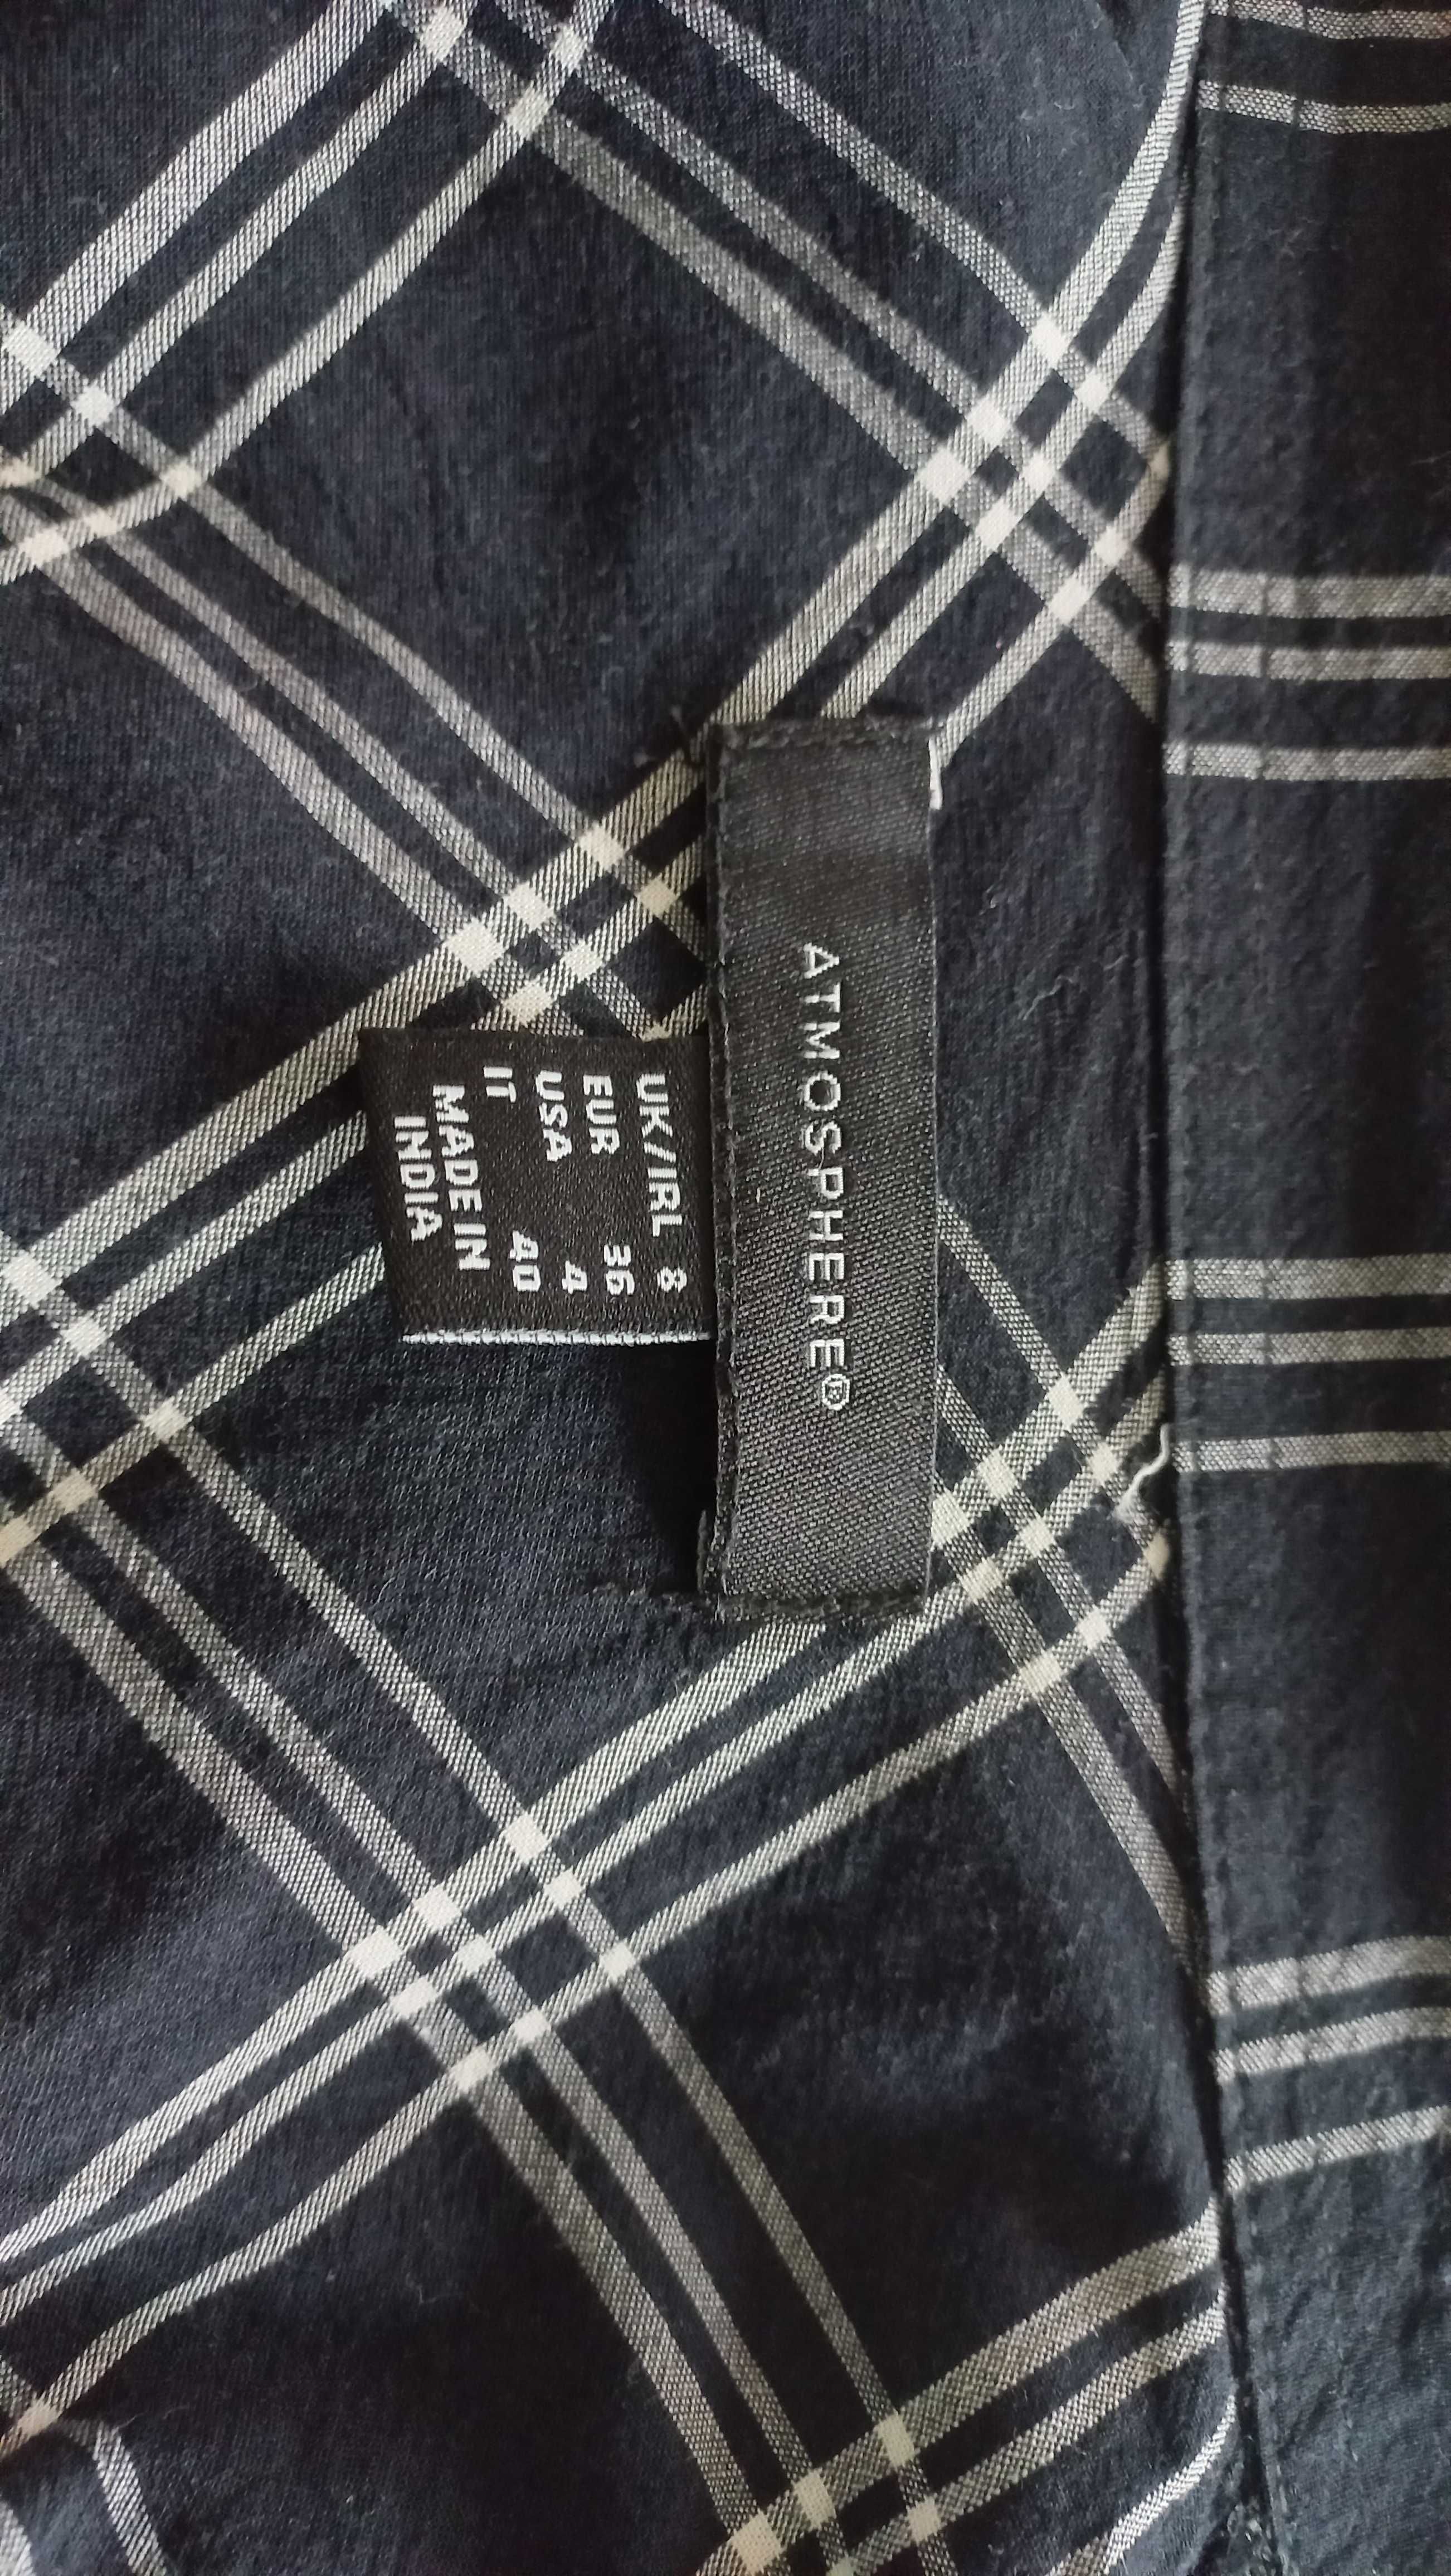 ATMOSPHERE®
UK/IRL 8
EUR 36
USA 4
IT 40
MADE IN
INDIA